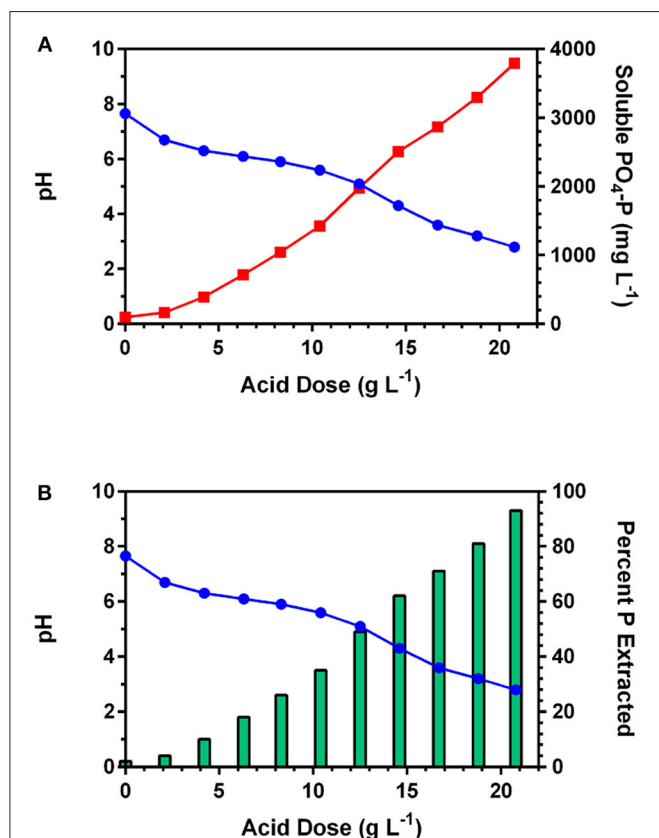 A
10
8
6
4
2
0
pH
4000
3000
2000
1000
0
Soluble PO4-P (mg L-1)
0 5 10 15 20
Acid Dose (g L-1)
B
10
8
6
4
2
0
pH
100
80
60
40
20
0
Percent P Extracted
0 5 10 15 20
Acid Dose (g L-1)